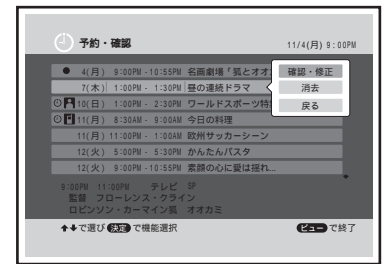 予約・確認
11/4(月) 9:00PM
● 4(月) 9:00PM-10:55PM 名画劇場「狐とオオ
確認・修正
7(木) 1:00PM- 1:30PM 昼の連続ドラマ
消去
10(日) 1:00PM- 2:30PM ワールドスポーツ特
戻る
11(月) 8:30AM- 9:00AM 今日の料理
11(月) 11:00PM- 1:00AM 欧州サッカーシーン
12(火) 5:00PM- 5:30PM かんたんパスタ
12(火) 9:00PM-10:55PM 素顔の心に愛は揺れ...
9:00PM 11:00PM テレビ SP
監督 フローレンス・クライン
ロビンソン・カーマイン狐 オオカミ
↑↓で選び 決定 で機能選択
ビュー で終了